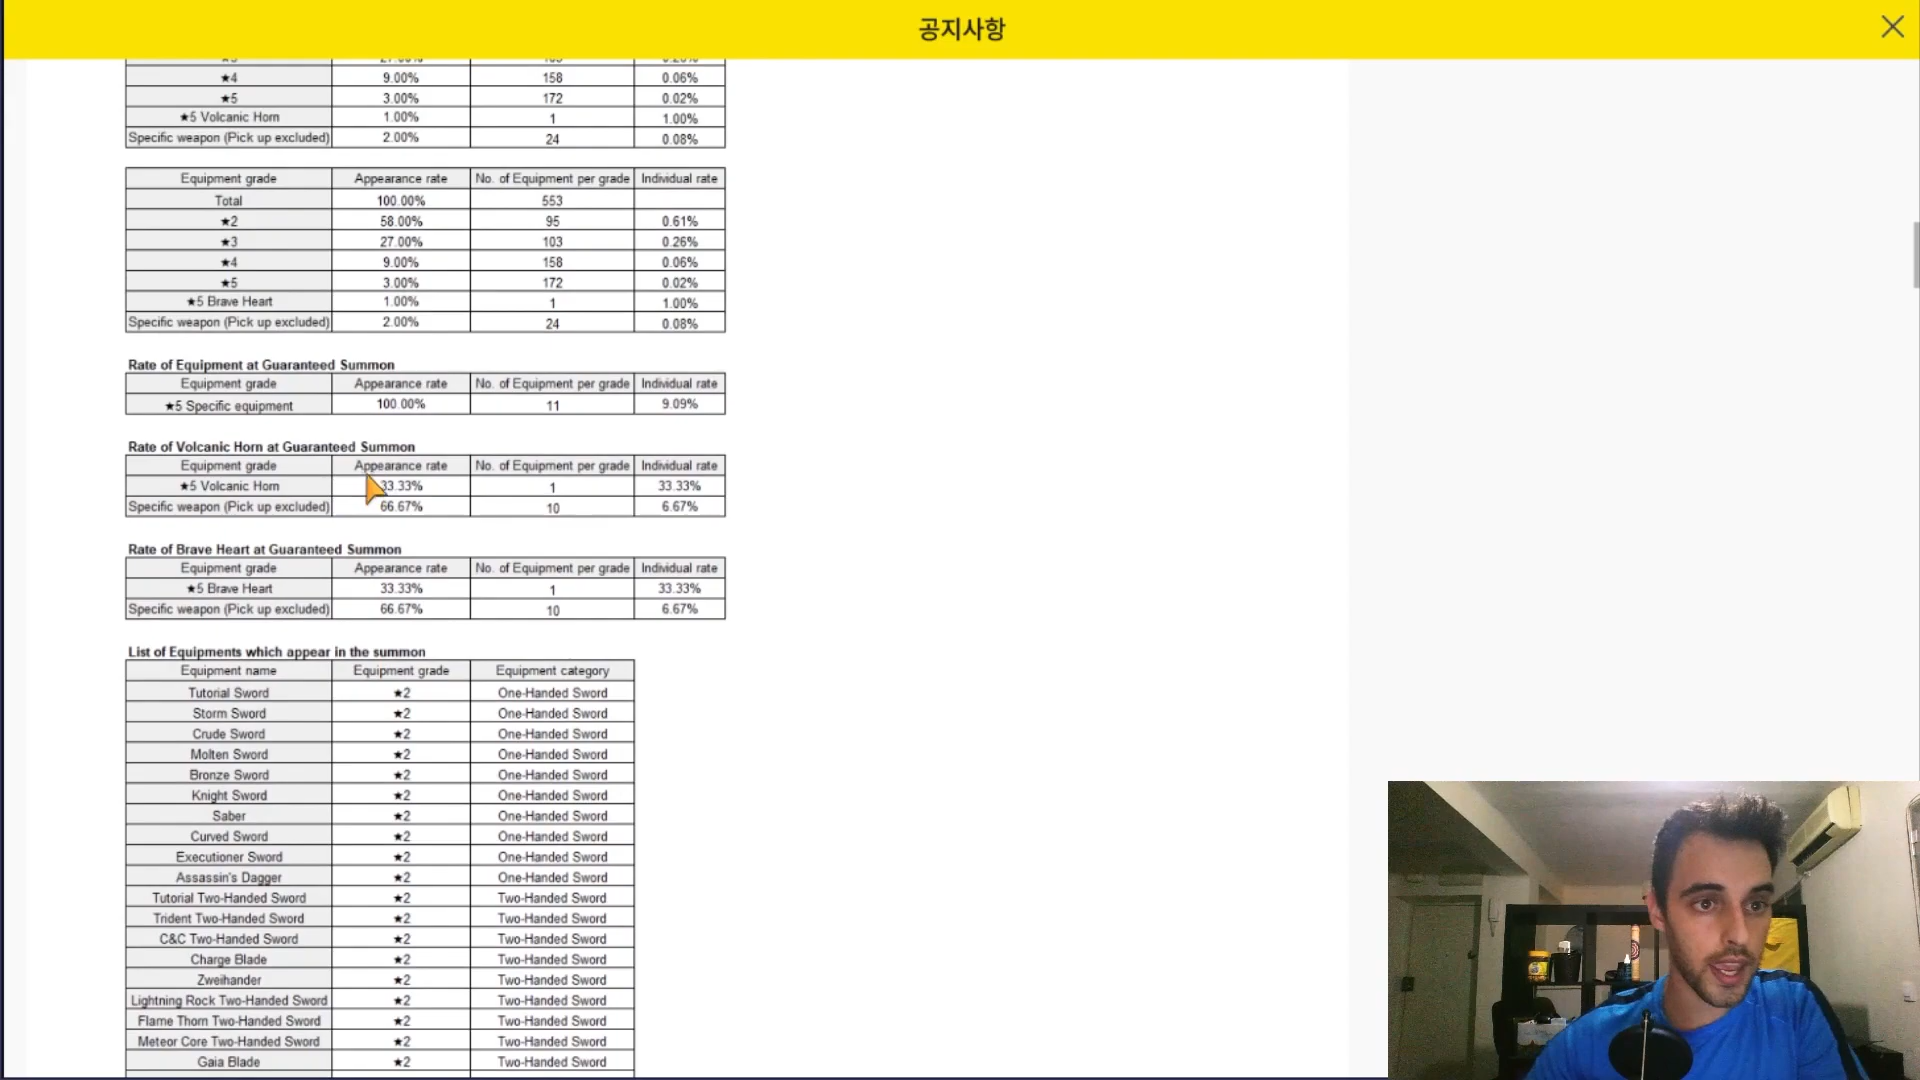 공지사항
★4 9.00% 158 0.06%
★5 3.00% 172 0.02%
★5 Volcanic Horn 1.00% 1 1.00%
Specific weapon (Pick up excluded) 2.00% 24 0.08%
Equipment grade Appearance rate No. of Equipment per grade Individual rate
Total 100.00% 553
★2 58.00% 95 0.61%
★3 27.00% 103 0.26%
★4 9.00% 158 0.06%
★5 3.00% 172 0.02%
★5 Brave Heart 1.00% 1 1.00%
Specific weapon (Pick up excluded) 2.00% 24 0.08%
Rate of Equipment at Guaranteed Summon
Equipment grade Appearance rate No. of Equipment per grade Individual rate
★5 Specific equipment 100.00% 11 9.09%
Rate of Volcanic Horn at Guaranteed Summon
Equipment grade Appearance rate No. of Equipment per grade Individual rate
★5 Volcanic Horn 33.33% 1 33.33%
Specific weapon (Pick up excluded) 66.67% 10 6.67%
Rate of Brave Heart at Guaranteed Summon
Equipment grade Appearance rate No. of Equipment per grade Individual rate
★5 Brave Heart 33.33% 1 33.33%
Specific weapon (Pick up excluded) 66.67% 10 6.67%
List of Equipments which appear in the summon
Equipment name Equipment grade Equipment category
Tutorial Sword ★2 One-Handed Sword
Storm Sword ★2 One-Handed Sword
Crude Sword ★2 One-Handed Sword
Molten Sword ★2 One-Handed Sword
Bronze Sword ★2 One-Handed Sword
Knight Sword ★2 One-Handed Sword
Saber ★2 One-Handed Sword
Curved Sword ★2 One-Handed Sword
Executioner Sword ★2 One-Handed Sword
Assassin's Dagger ★2 One-Handed Sword
Tutorial Two-Handed Sword ★2 Two-Handed Sword
Trident Two-Handed Sword ★2 Two-Handed Sword
C&C Two-Handed Sword ★2 Two-Handed Sword
Charge Blade ★2 Two-Handed Sword
Zweihander ★2 Two-Handed Sword
Lightning Rock Two-Handed Sword ★2 Two-Handed Sword
Flame Thorn Two-Handed Sword ★2 Two-Handed Sword
Meteor Core Two-Handed Sword ★2 Two-Handed Sword
Gaia Blade ★2 Two-Handed Sword